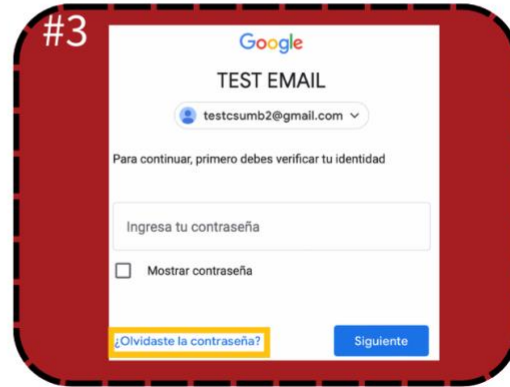 #3
Google
TEST EMAIL
testcsumb2@gmail.com
Para continuar, primero debes verificar tu identidad
Ingresa tu contraseña
Mostrar contraseña
¿Olvidaste la contraseña?
Siguiente